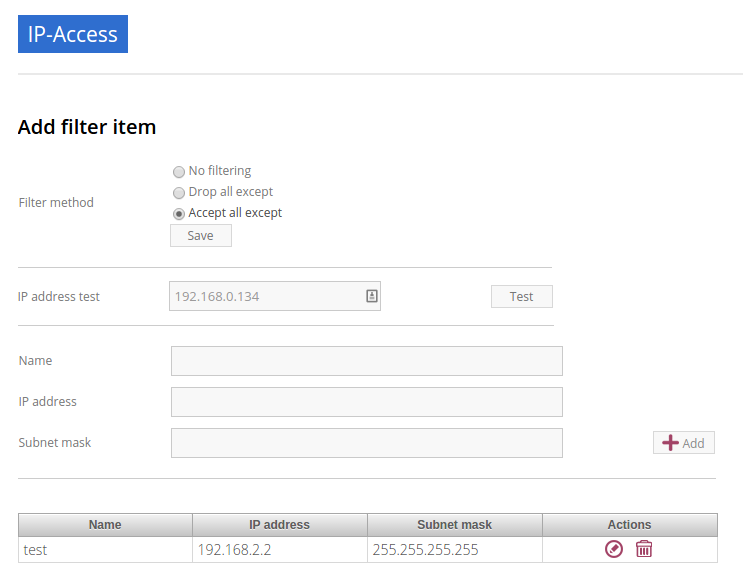 IP-Access
Add filter item
Filter method
No filtering
Drop all except
Accept all except
Save
IP address test 192.168.0.134 Test
Name
IP address
Subnet mask Add
Name IP address Subnet mask Actions
test 192.168.2.2 255.255.255.255